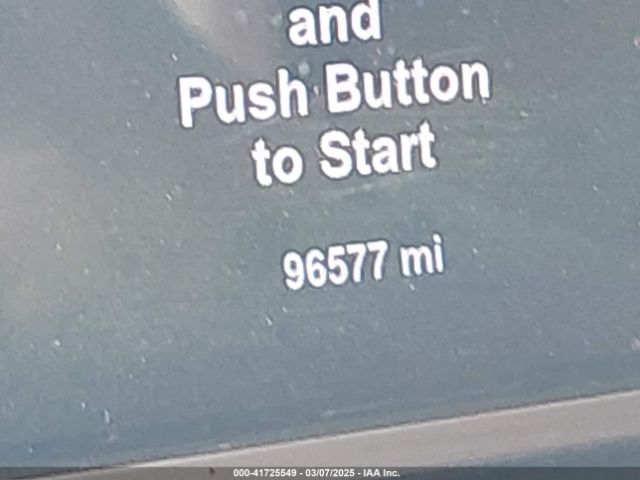 and
Push Button
to Start
96577 mi
000-41725549 - 03/07/2025 - IAA Inc.